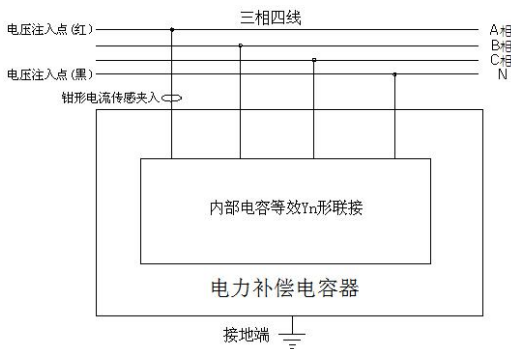 三相四线
电压注入点(红)
A相
B相
C相
电压注入点(黑)
N
钳形电流传感夹入
内部电容等效Yn形联接
电力补偿电容器
接地端